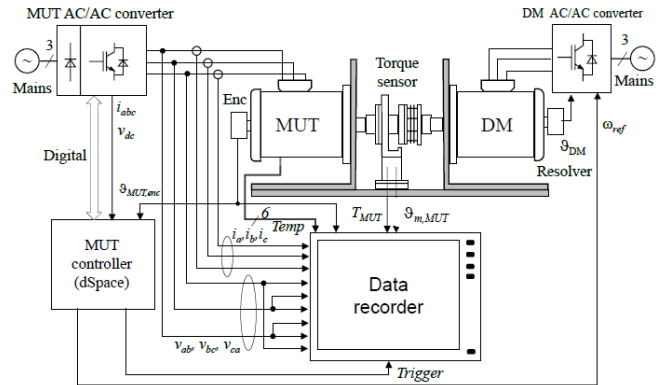 MUT AC/AC converter
DM AC/AC converter
3
Mains
3
Mains
Torque
sensor
Enc
MUT
DM
i_abc
v_dc
ω_ref
ϑ_DM
Resolver
Digital
ϑ_MUT,enc
6
Temp
T_MUT
ϑ_m,MUT
i_a, i_b, i_c
MUT
controller
(dSpace)
Data
recorder
v_ab, v_bc, v_ca
Trigger